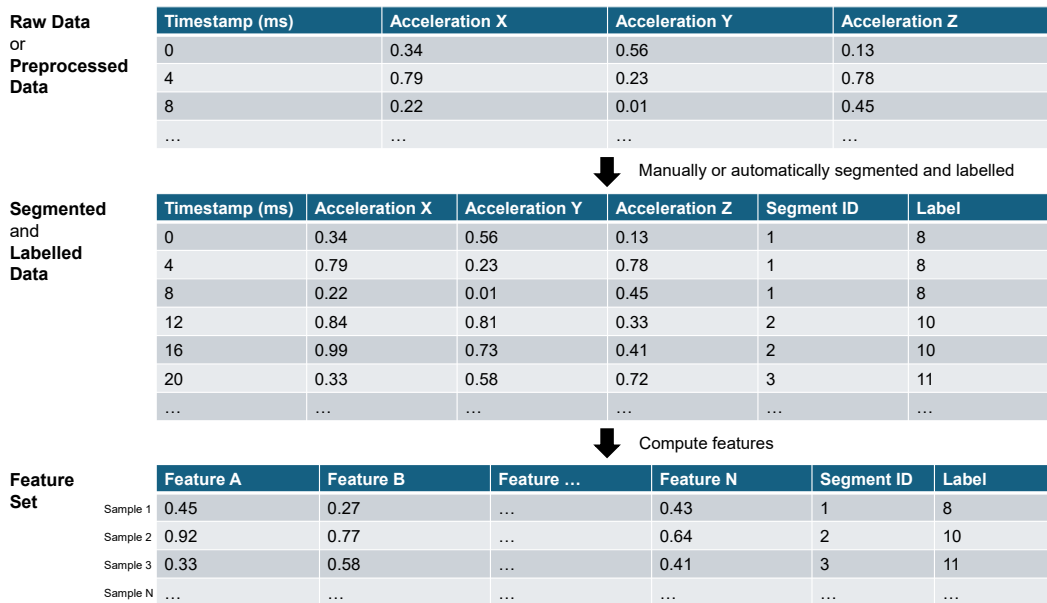 Raw Data
or
Preprocessed
Data
Timestamp (ms) Acceleration X Acceleration Y Acceleration Z
0 0.34 0.56 0.13
4 0.79 0.23 0.78
8 0.22 0.01 0.45
… … … …
Manually or automatically segmented and labelled
Segmented
and
Labelled
Data
Timestamp (ms) Acceleration X Acceleration Y Acceleration Z Segment ID Label
0 0.34 0.56 0.13 1 8
4 0.79 0.23 0.78 1 8
8 0.22 0.01 0.45 1 8
12 0.84 0.81 0.33 2 10
16 0.99 0.73 0.41 2 10
20 0.33 0.58 0.72 3 11
… … … … … …
Compute features
Feature
Set
Feature A Feature B Feature … Feature N Segment ID Label
Sample 1 0.45 0.27 … 0.43 1 8
Sample 2 0.92 0.77 … 0.64 2 10
Sample 3 0.33 0.58 … 0.41 3 11
Sample N … … … … … …